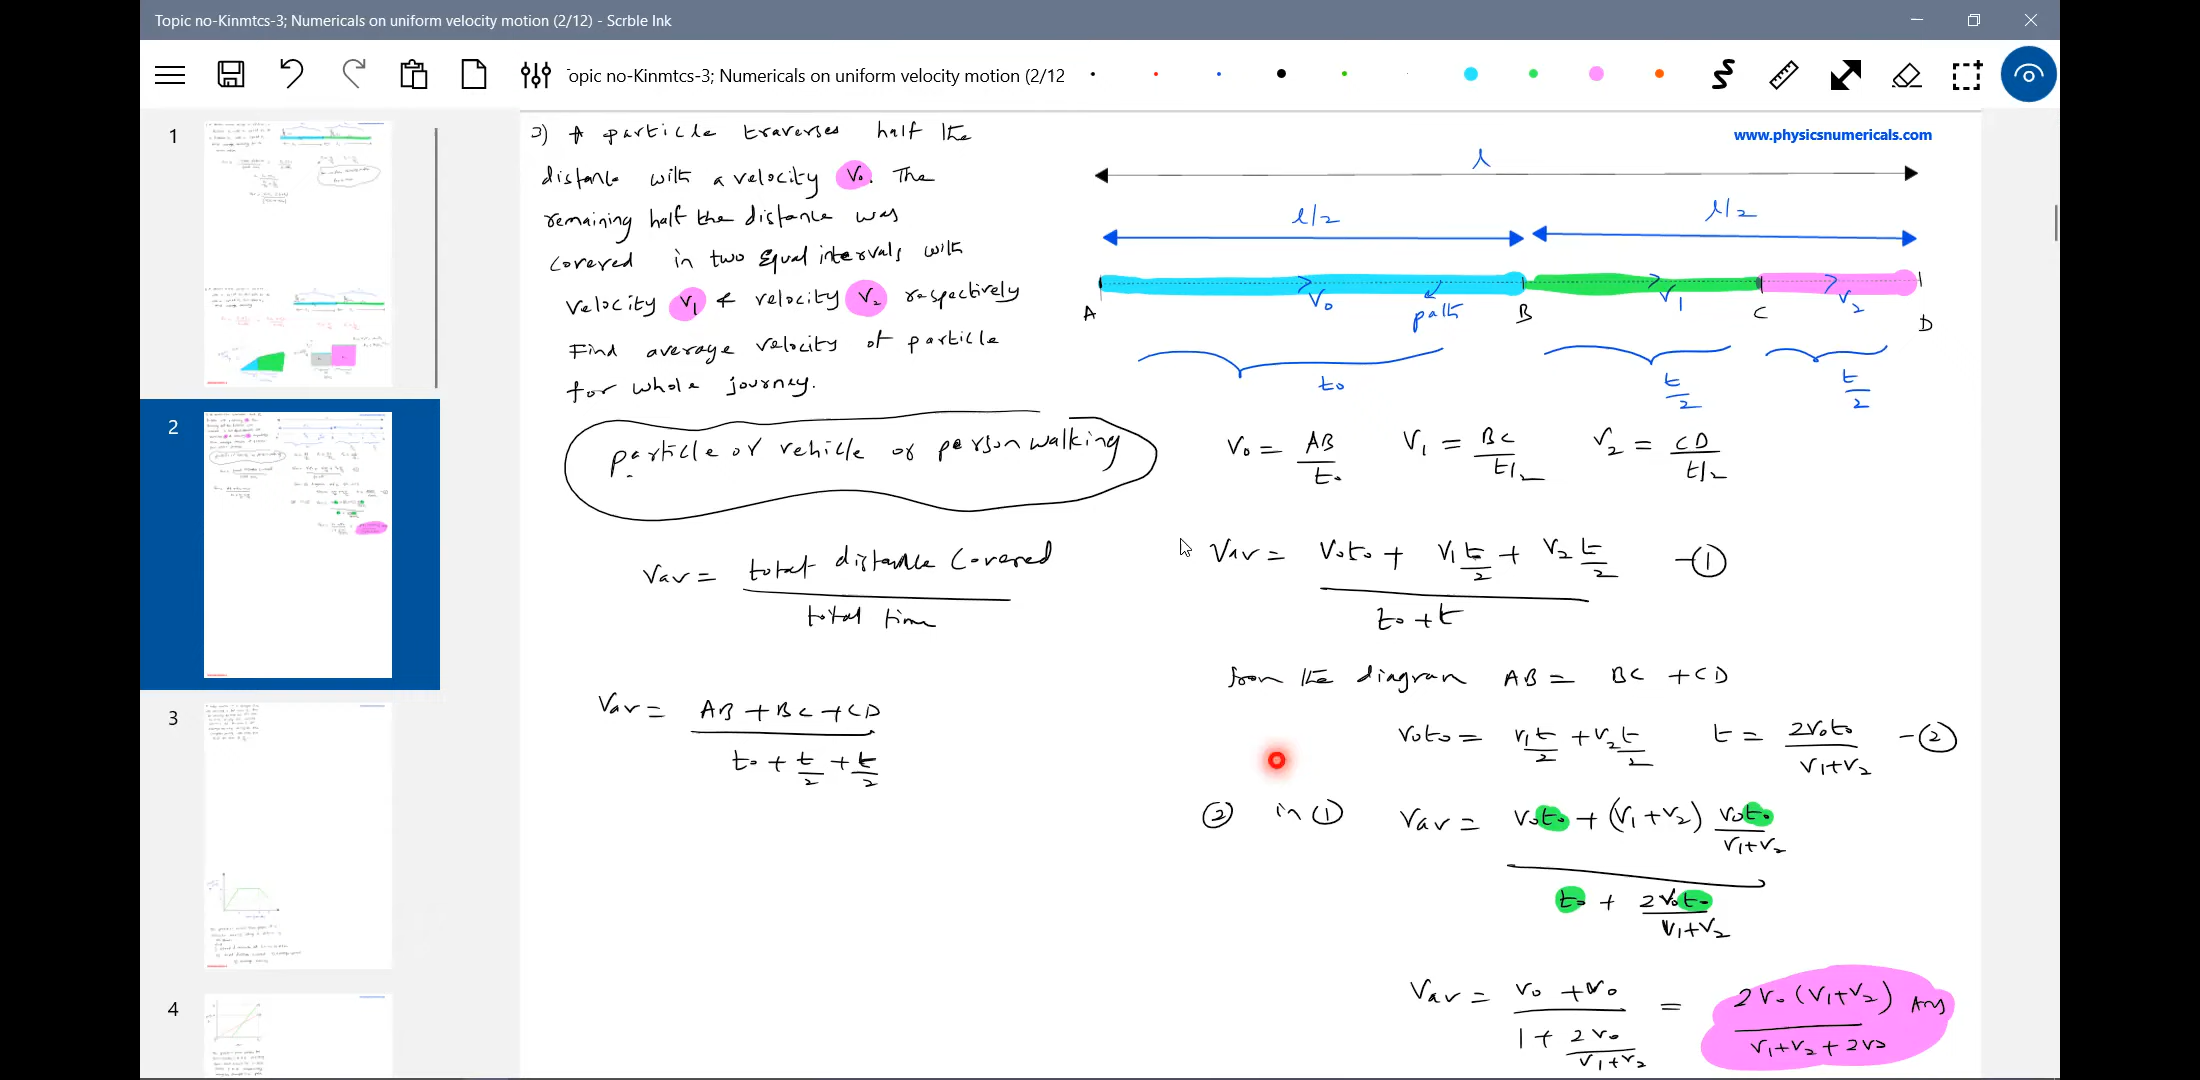 Topic no-Kinmtcs-3; Numericals on uniform velocity motion (2/12) - Scrble Ink
Topic no-Kinmtcs-3; Numericals on uniform velocity motion (2/12
1
2
3
4
www.physicsnumericals.com
3) A particle traverses half the
distance with a velocity V₀. The
remaining half the distance was
covered in two equal intervals with
velocity V₁ & velocity V₂ respectively
Find average velocity of particle
for whole journey.
particle or vehicle or person walking
Vav = total distance covered / total time
Vav = AB + BC + CD / t₀ + t/2 + t/2
l
l/2 l/2
V₀ path V₁ V₂
A B C D
t₀ t/2 t/2
V₀ = AB / t₀ V₁ = BC / t/2 V₂ = CD / t/2
Vav = V₀t₀ + V₁t/2 + V₂t/2 / t₀ + t - ①
from the diagram AB = BC + CD
V₀t₀ = V₁t/2 + V₂t/2 t = 2V₀t₀ / V₁+V₂ - ②
② in ① Vav = V₀t₀ + (V₁+V₂) V₀t₀ / V₁+V₂ / t₀ + 2V₀t₀ / V₁+V₂
Vav = V₀ + V₀ / 1 + 2V₀ / V₁+V₂ = 2V₀(V₁+V₂) / V₁+V₂+2V₀ Ans